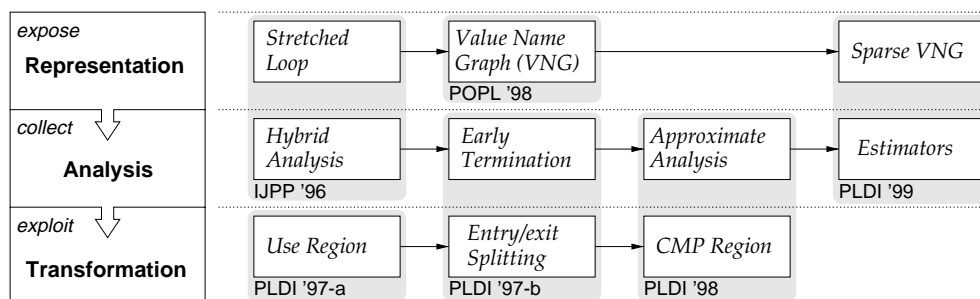 expose
Representation
Stretched
Loop
Value Name
Graph (VNG)
Sparse VNG
POPL '98
collect
Analysis
Hybrid
Analysis
Early
Termination
Approximate
Analysis
Estimators
IJPP '96
PLDI '99
exploit
Transformation
Use Region
Entry/exit
Splitting
CMP Region
PLDI '97-a
PLDI '97-b
PLDI '98